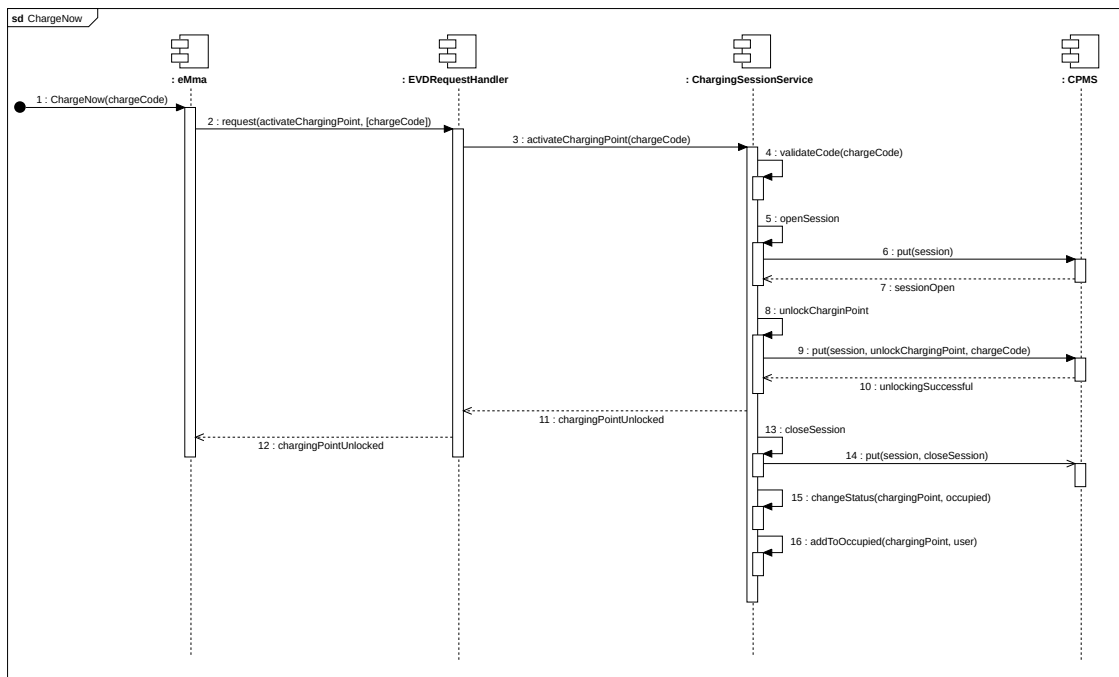 sd ChargeNow
: eMma
: EVDRequestHandler
: ChargingSessionService
: CPMS
1 : ChargeNow(chargeCode)
2 : request(activateChargingPoint, [chargeCode])
3 : activateChargingPoint(chargeCode)
4 : validateCode(chargeCode)
5 : openSession
6 : put(session)
7 : sessionOpen
8 : unlockCharginPoint
9 : put(session, unlockChargingPoint, chargeCode)
10 : unlockingSuccessful
11 : chargingPointUnlocked
12 : chargingPointUnlocked
13 : closeSession
14 : put(session, closeSession)
15 : changeStatus(chargingPoint, occupied)
16 : addToOccupied(chargingPoint, user)